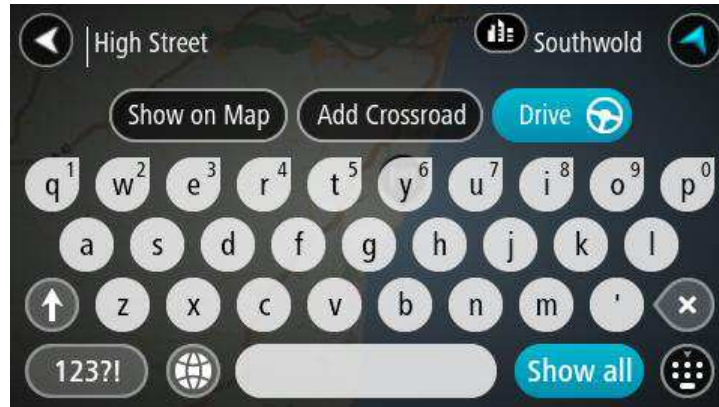 High Street
Southwold
Show on Map Add Crossroad Drive
q1 w2 e3 r4 t5 y6 u7 i8 o9 p0
a s d f g h j k l
z x c v b n m '
123?! Show all